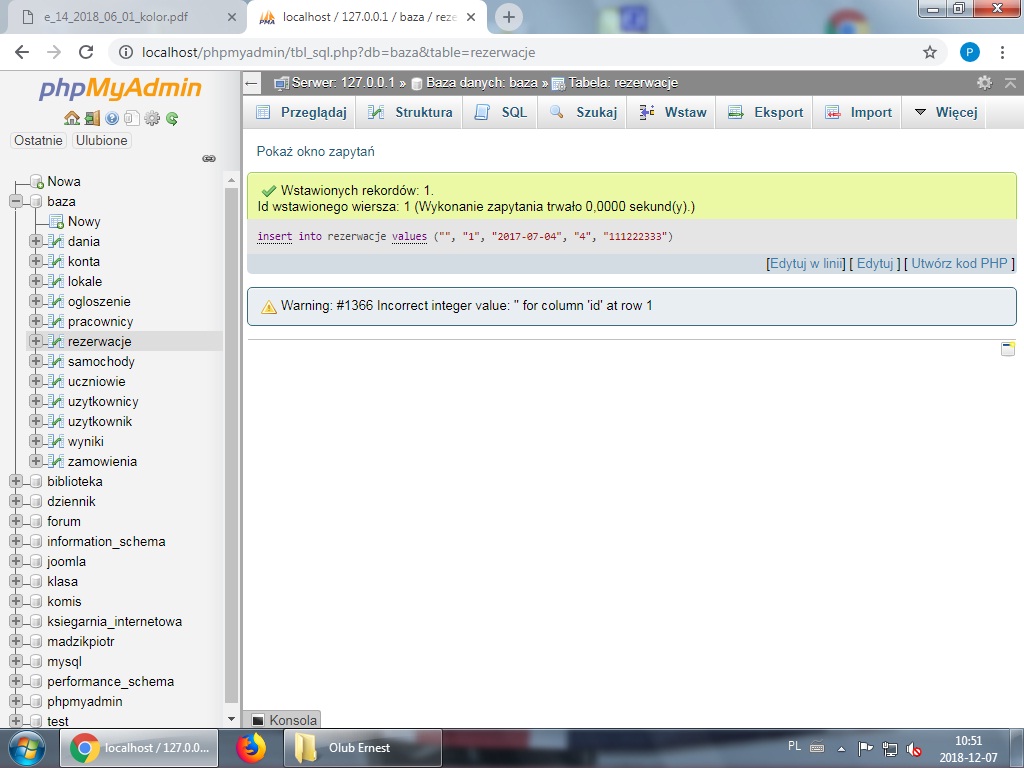 e_14_2018_06_01_kolor.pdf
localhost / 127.0.0.1 / baza / reze
localhost/phpmyadmin/tbl_sql.php?db=baza&table=rezerwacje
P
phpMyAdmin
Ostatnie
Ulubione
Nowa
baza
Nowy
dania
konta
lokale
ogloszenie
pracownicy
rezerwacje
samochody
uczniowie
uzytkownicy
uzytkownik
wyniki
zamowienia
biblioteka
dziennik
forum
information_schema
joomla
klasa
komis
ksiegarnia_internetowa
madzikpiotr
mysql
performance_schema
phpmyadmin
test
Serwer: 127.0.0.1 » Baza danych: baza » Tabela: rezerwacje
Przeglądaj Struktura SQL Szukaj Wstaw Eksport Import Więcej
Pokaż okno zapytań
Wstawionych rekordów: 1.
Id wstawionego wiersza: 1 (Wykonanie zapytania trwało 0,0000 sekund(y).)
insert into rezerwacje values ("", "1", "2017-07-04", "4", "111222333")
[Edytuj w linii] [ Edytuj ] [ Utwórz kod PHP ]
Warning: #1366 Incorrect integer value: '' for column 'id' at row 1
Konsola
localhost / 127.0.0...
Olub Ernest
PL
10:51
2018-12-07